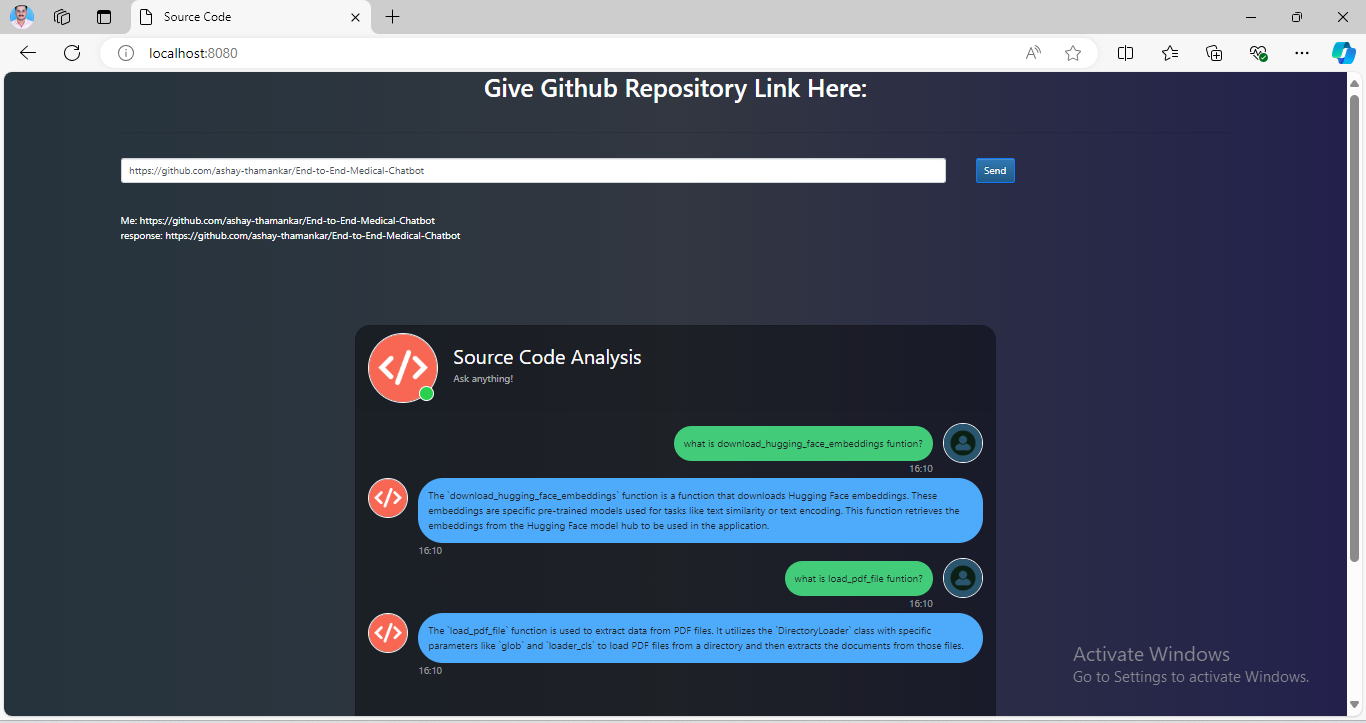 Source Code
localhost:8080
Give Github Repository Link Here:
https://github.com/ashay-thamankar/End-to-End-Medical-Chatbot
Send
Me: https://github.com/ashay-thamankar/End-to-End-Medical-Chatbot
response: https://github.com/ashay-thamankar/End-to-End-Medical-Chatbot
</>
Source Code Analysis
Ask anything!
what is download_hugging_face_embeddings funtion?
16:10
</>
The `download_hugging_face_embeddings` function is a function that downloads Hugging Face embeddings. These
embeddings are specific pre-trained models used for tasks like text similarity or text encoding. This function retrieves the
embeddings from the Hugging Face model hub to be used in the application.
16:10
what is load_pdf_file funtion?
16:10
</>
The `load_pdf_file` function is used to extract data from PDF files. It utilizes the `DirectoryLoader` class with specific
parameters like `glob` and `loader_cls` to load PDF files from a directory and then extracts the documents from those files.
16:10
Activate Windows
Go to Settings to activate Windows.